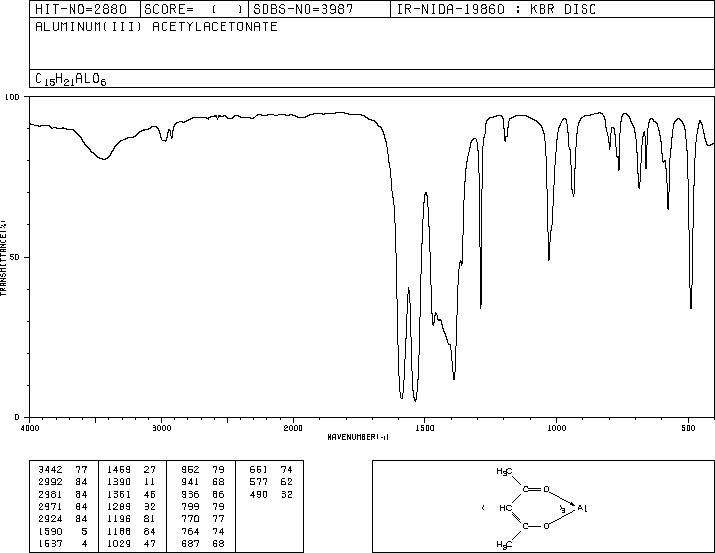 HIT-NO=2880 SCORE= ( ) SDBS-NO=3987 IR-NIDA-19860 : KBR DISC
ALUMINUM(III) ACETYLACETONATE
C15H21ALO6
100
50
0
TRANSMITTANCE(%)
4000 3000 2000 1500 1000 500
WAVENUMBER(-1)
3442 77 1469 27 952 79 661 74
2992 84 1390 11 941 68 577 62
2981 84 1361 46 936 86 490 32
2971 84 1289 32 799 79
2924 84 1196 81 770 77
1590 5 1188 84 764 74
1537 4 1029 47 687 68
H3C
C O
( HC )3 Al
C O
H3C